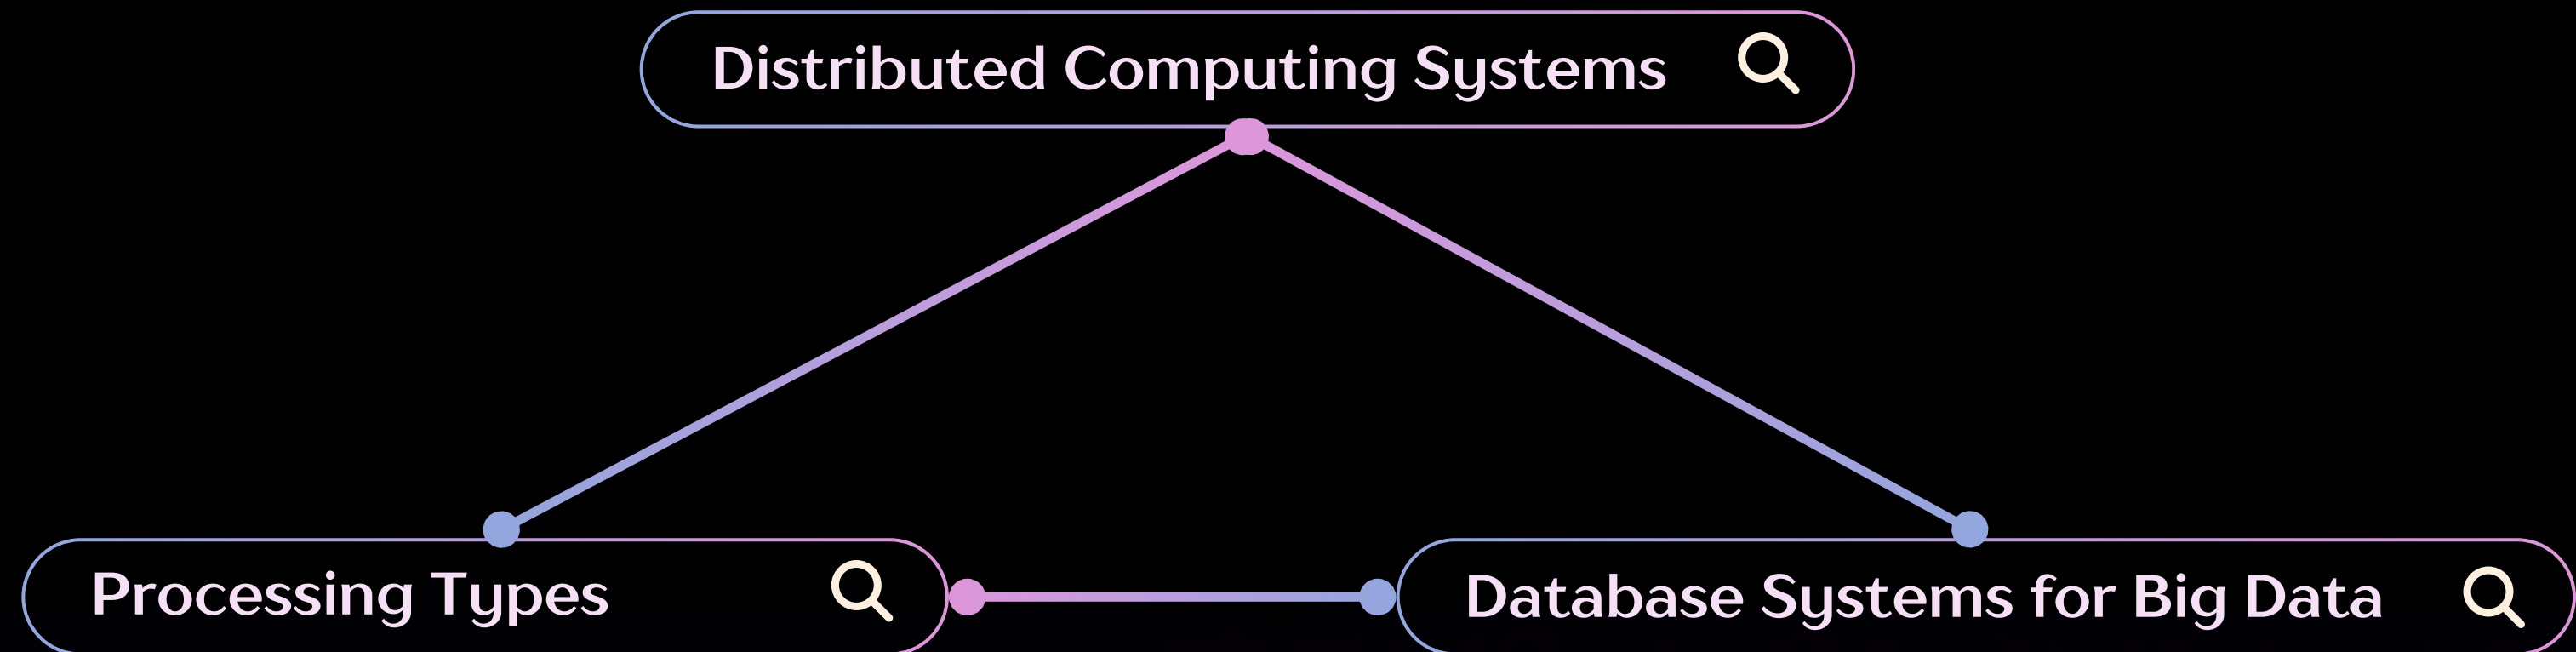 Distributed Computing Systems
Processing Types
Database Systems for Big Data